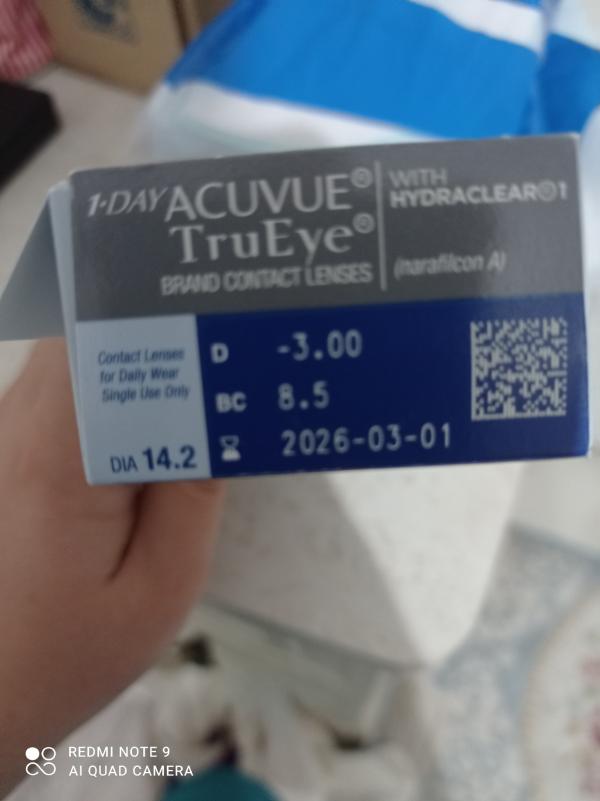 1·DAY ACUVUE®
TruEye®
BRAND CONTACT LENSES
WITH
HYDRACLEAR®1
(narafilcon A)
Contact Lenses
for Daily Wear
Single Use Only
DIA 14.2
D -3.00
BC 8.5
2026-03-01
REDMI NOTE 9
AI QUAD CAMERA